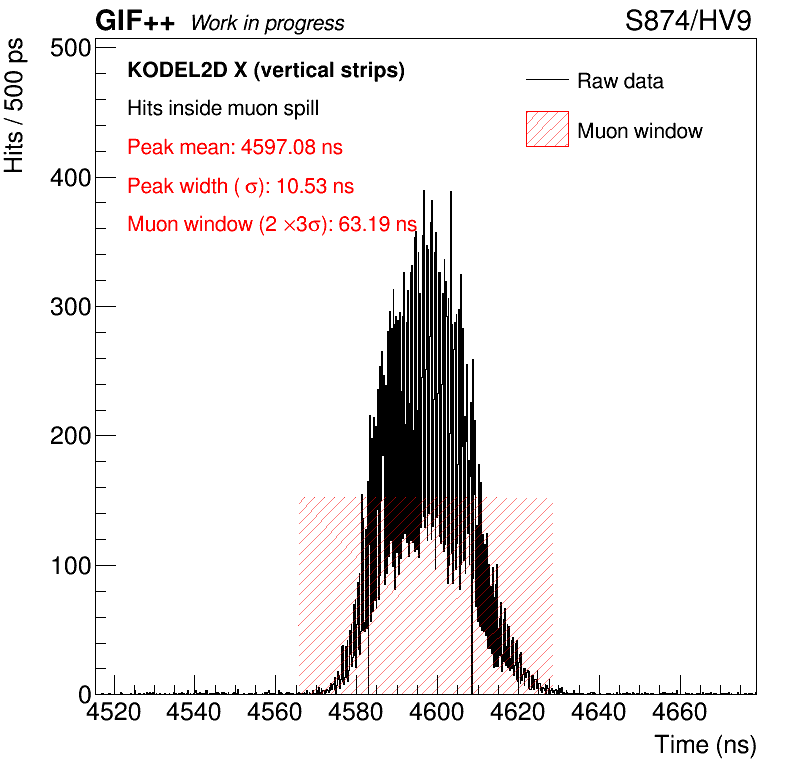 GIF++ Work in progress S874/HV9
Hits / 500 ps
500
400
300
200
100
0
KODEL2D X (vertical strips)
Hits inside muon spill
Peak mean: 4597.08 ns
Peak width ( σ): 10.53 ns
Muon window (2 ×3σ): 63.19 ns
Raw data
Muon window
4520 4540 4560 4580 4600 4620 4640 4660
Time (ns)